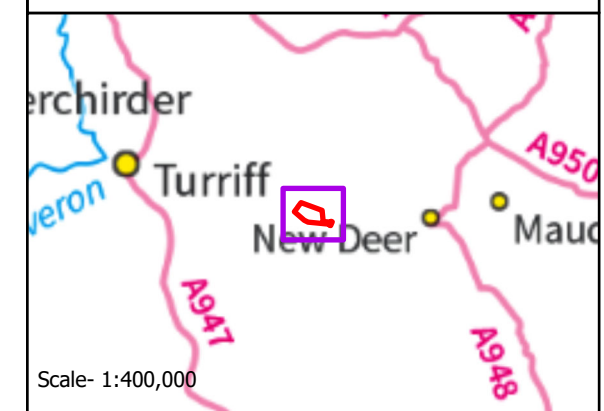 erchirder
Turriff
A950
veron
New Deer
Maud
A947
A948
Scale- 1:400,000